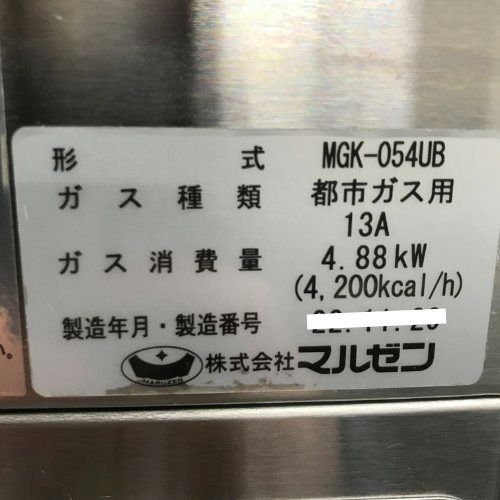 形式 MGK-054UB
ガス種類 都市ガス用
13A
ガス消費量 4.88kW
(4,200kcal/h)
製造年月・製造番号
MARUZEN 株式会社 マルゼン
ん。